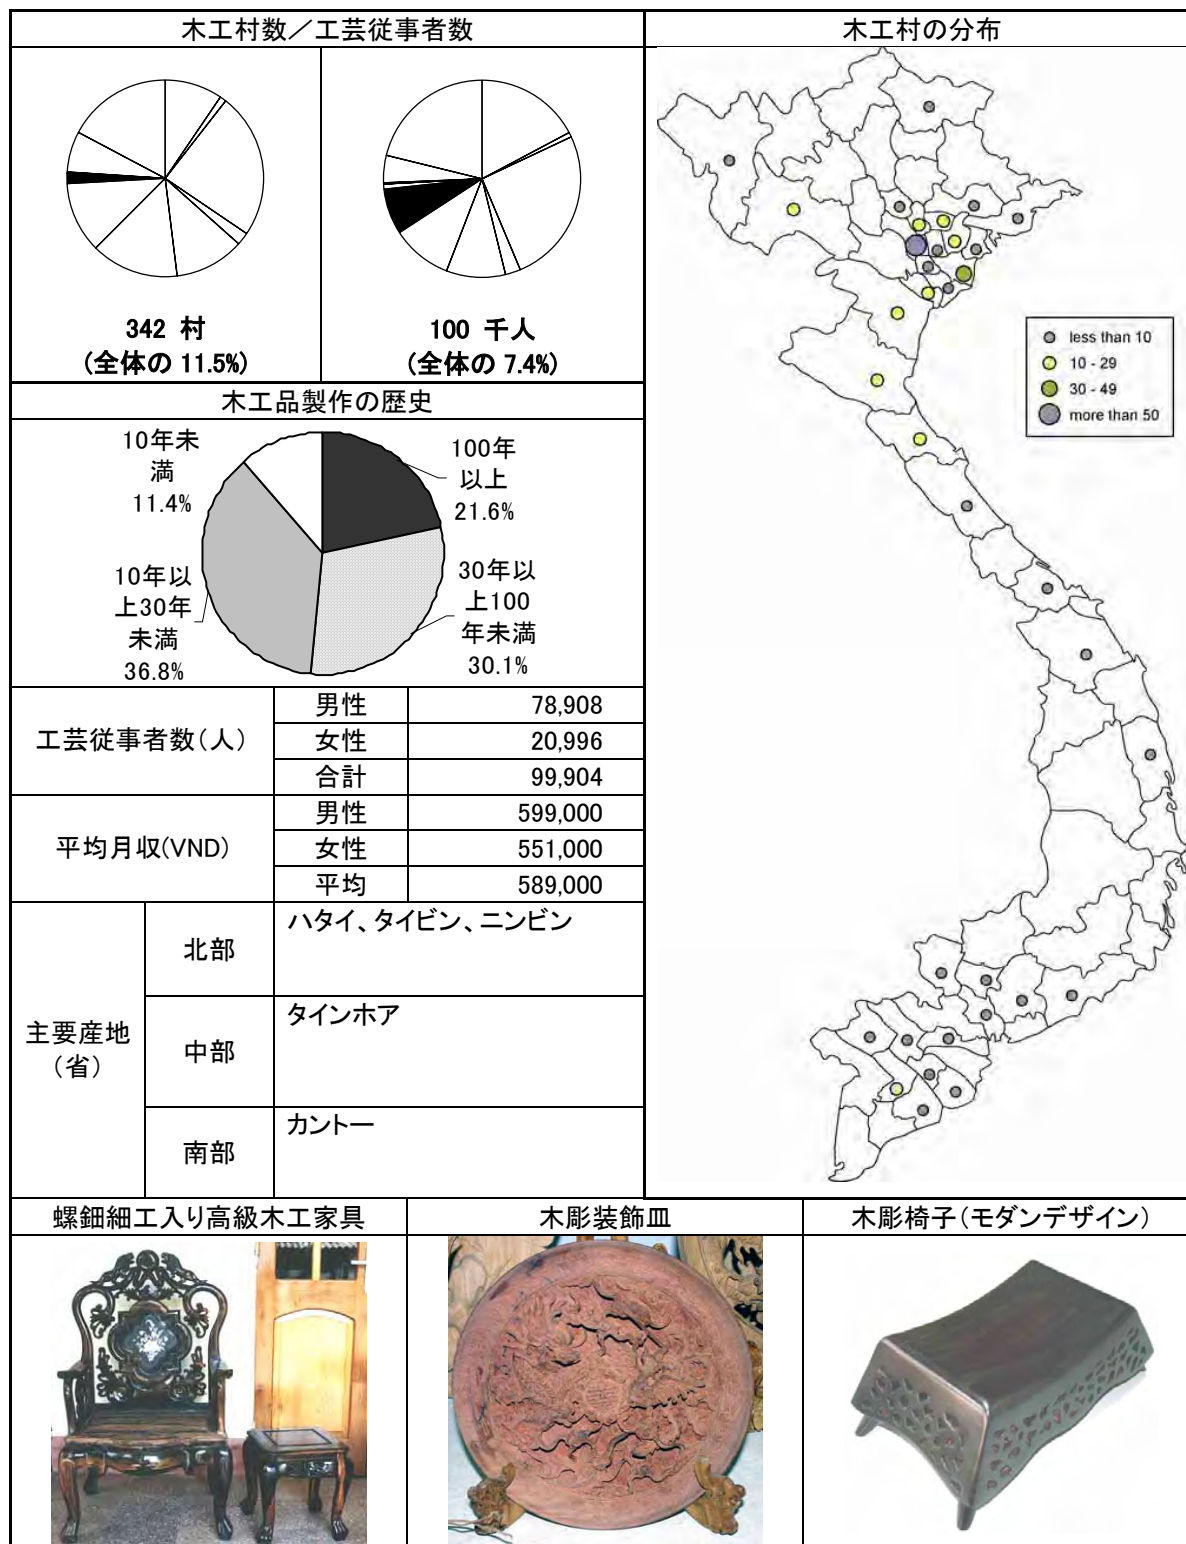 木工村数／工芸従事者数
342 村
(全体の 11.5%)
100 千人
(全体の 7.4%)
木工品製作の歴史
10年未
満
11.4%
100年
以上
21.6%
10年以
上30年
未満
36.8%
30年以
上100
年未満
30.1%
工芸従事者数(人)
男性
78,908
女性
20,996
合計
99,904
平均月収(VND)
男性
599,000
女性
551,000
平均
589,000
主要産地
(省)
北部
ハタイ、タイビン、ニンビン
中部
タインホア
南部
カントー
木工村の分布
less than 10
10 - 29
30 - 49
more than 50
螺鈿細工入り高級木工家具
木彫装飾皿
木彫椅子(モダンデザイン)